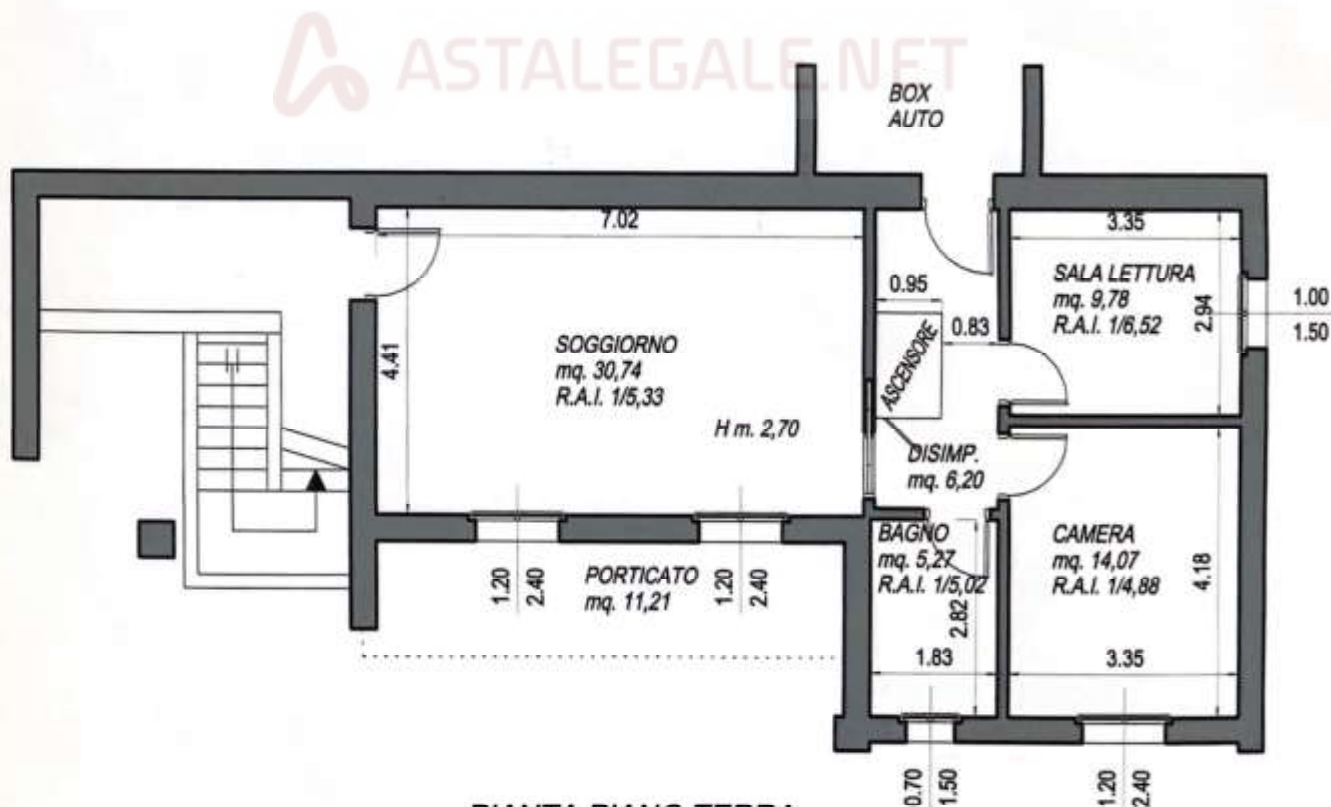 ASTALEGALE.NET
BOX
AUTO
7.02
3.35
0.95
SALA LETTURA
mq. 9,78
R.A.I. 1/6,52
2.94
1.00
1.50
0.83
4.41
SOGGIORNO
mq. 30,74
R.A.I. 1/5,33
ASCENSORE
H m. 2,70
DISIMP.
mq. 6,20
BAGNO
mq. 5,27
R.A.I. 1/5,02
CAMERA
mq. 14,07
R.A.I. 1/4,88
4.18
1.20
2.40
PORTICATO
mq. 11,21
1.20
2.40
2.82
1.83
3.35
0.70
1.50
1.20
2.40
PIANTA PIANO TERRA